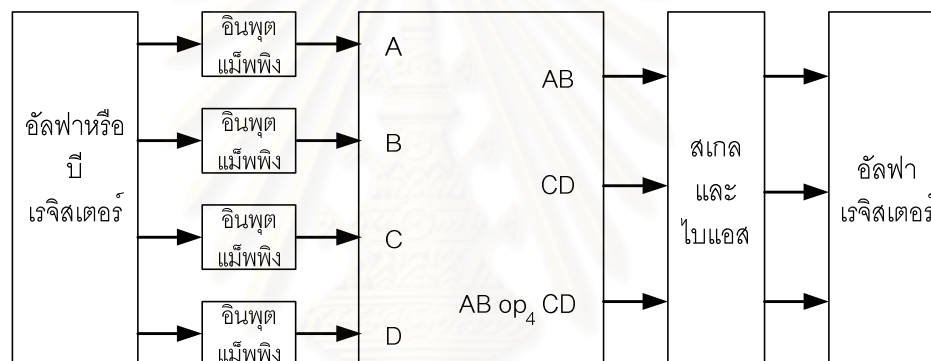 อัลฟาหรือ
บี
เรจิสเตอร์
อินพุต
แม็พพิง
อินพุต
แม็พพิง
อินพุต
แม็พพิง
อินพุต
แม็พพิง
A
B
C
D
AB
CD
AB op₄ CD
สเกล
และ
ไบแอส
อัลฟา
เรจิสเตอร์